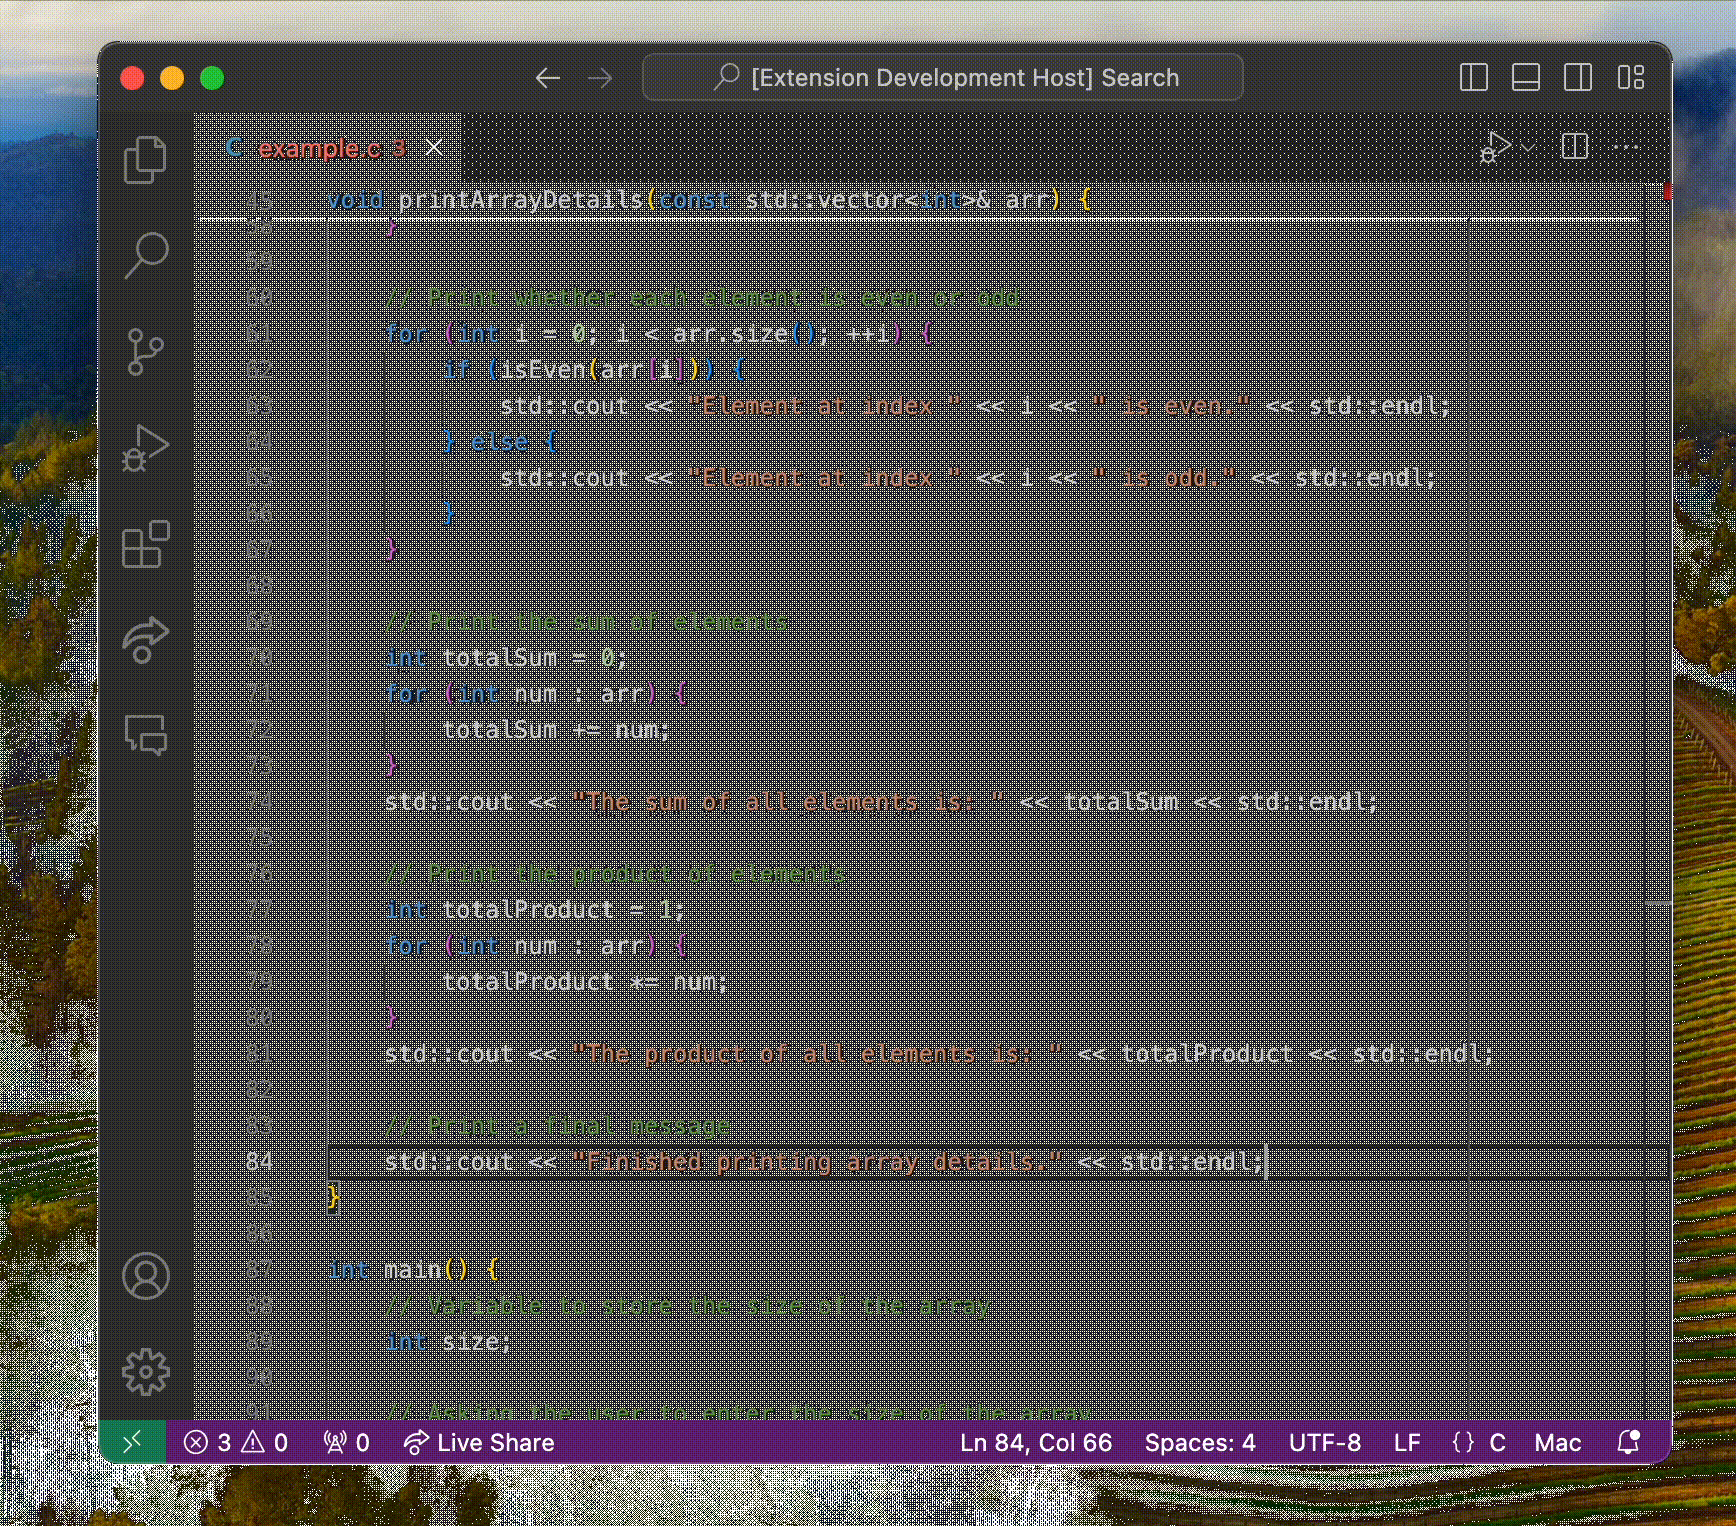 [Extension Development Host] Search
C example.c 3
void printArrayDetails(const std::vector<int>& arr) {
}
59
60 // Print whether each element is even or odd
61 for (int i = 0; i < arr.size(); ++i) {
62 if (isEven(arr[i])) {
63 std::cout << "Element at index " << i << " is even." << std::endl;
64 } else {
65 std::cout << "Element at index " << i << " is odd." << std::endl;
66 }
67 }
68
69 // Print the sum of elements
70 int totalSum = 0;
71 for (int num : arr) {
72 totalSum += num;
73 }
74 std::cout << "The sum of all elements is: " << totalSum << std::endl;
75
76 // Print the product of elements
77 int totalProduct = 1;
78 for (int num : arr) {
79 totalProduct *= num;
80 }
81 std::cout << "The product of all elements is: " << totalProduct << std::endl;
82
83 // Print a final message
84 std::cout << "Finished printing array details." << std::endl;
85 }
86
87 int main() {
88 // Variable to store the size of the array
89 int size;
90
91 // Asking the user to enter the size of the array
3 0 0 Live Share Ln 84, Col 66 Spaces: 4 UTF-8 LF {} C Mac